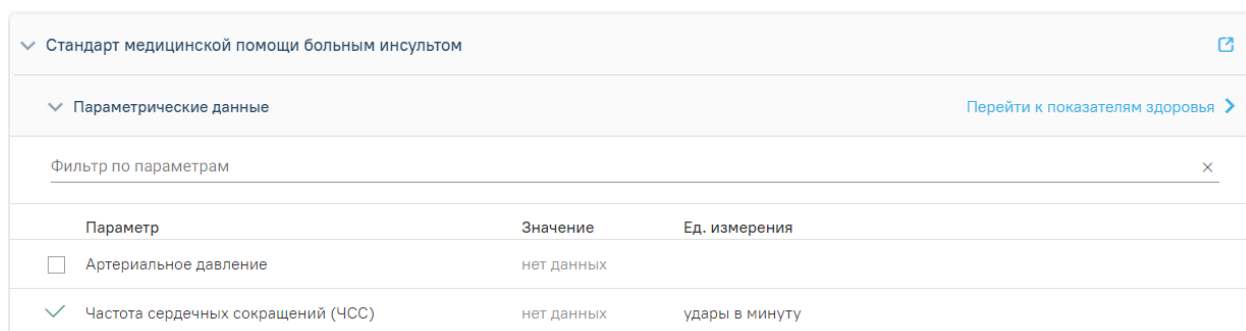 Стандарт медицинской помощи больным инсультом
Параметрические данные Перейти к показателям здоровья
Фильтр по параметрам
Параметр Значение Ед. измерения
Артериальное давление нет данных
Частота сердечных сокращений (ЧСС) нет данных удары в минуту